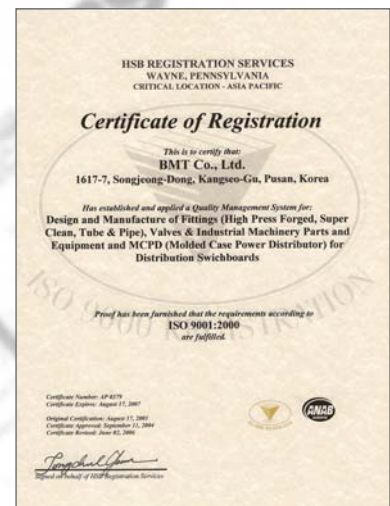 HSB REGISTRATION SERVICES
WAYNE, PENNSYLVANIA
CRITICAL LOCATION - ASIA PACIFIC
Certificate of Registration
This is to certify that:
BMT Co., Ltd.
1617-7, Songjeong-Dong, Kangseo-Gu, Pusan, Korea
Has established and applied a Quality Management System for:
Design and Manufacture of Fittings (High Press Forged, Super
Clean, Tube & Pipe), Valves & Industrial Machinery Parts and
Equipment and MCPD (Molded Case Power Distributor) for
Distribution Swichboards
ISO 9000 REGISTRATION
Proof has been furnished that the requirements according to
ISO 9001:2000
are fulfilled.
Certificate Number: AP-0379
Certificate Expires: August 17, 2007
Original Certification: August 17, 2001
Certificate Approved: September 11, 2004
Certificate Revised: June 02, 2006
ANAB
Signed on behalf of HSB Registration Services